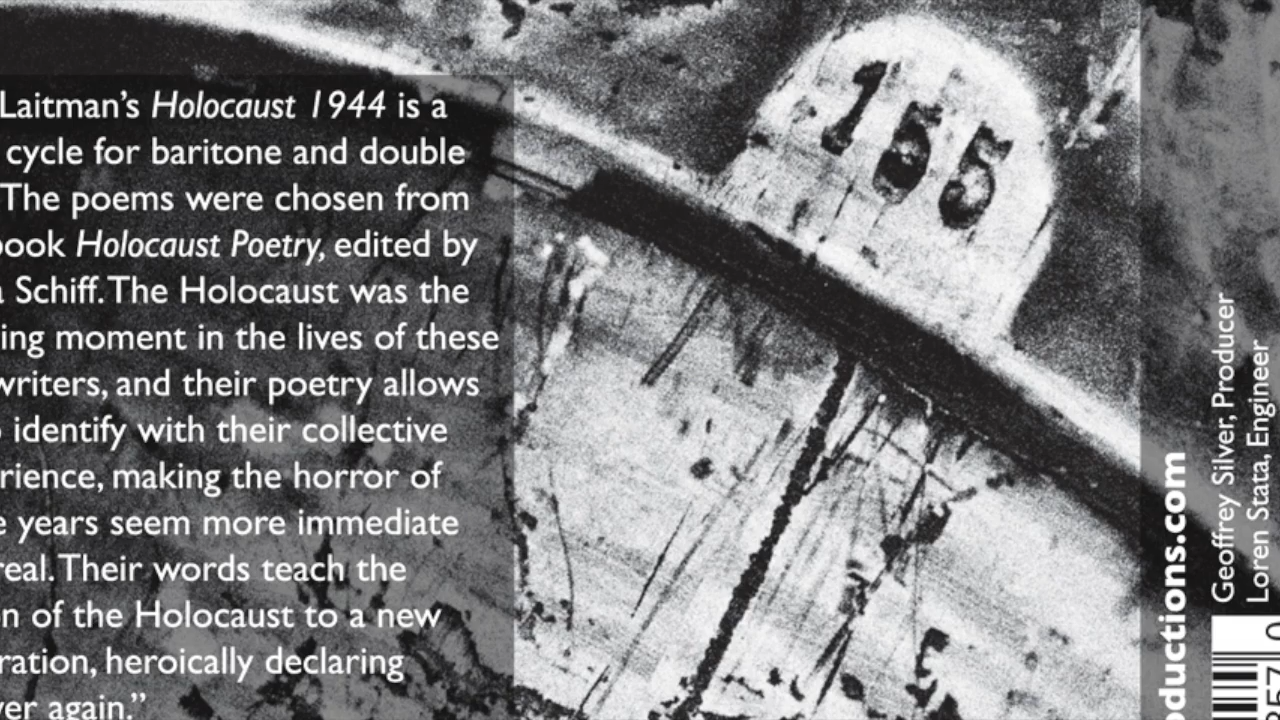 Laitman’s Holocaust 1944 is a
cycle for baritone and double
The poems were chosen from
book Holocaust Poetry, edited by
Schiff. The Holocaust was the
ing moment in the lives of these
writers, and their poetry allows
identify with their collective
rience, making the horror of
years seem more immediate
real. Their words teach the
n of the Holocaust to a new
ration, heroically declaring
ver again.”
oductions.com
Geoffrey Silver, Producer
Loren Stata, Engineer